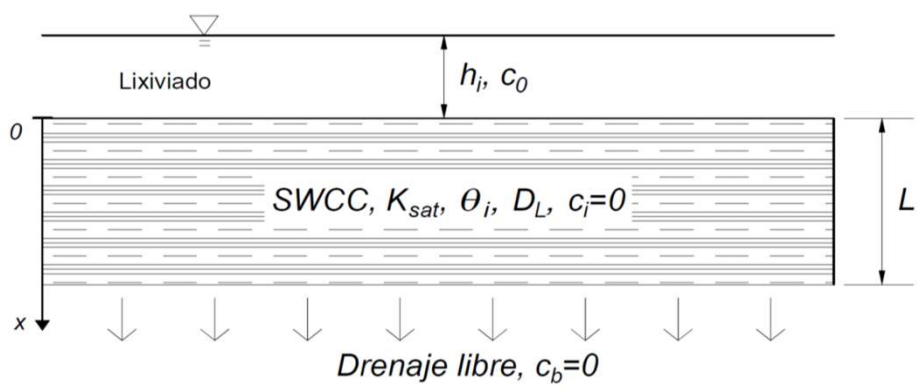 Lixiviado
h_i, c_0
0
SWCC, K_sat, θ_i, D_L, c_i=0
L
x
Drenaje libre, c_b=0